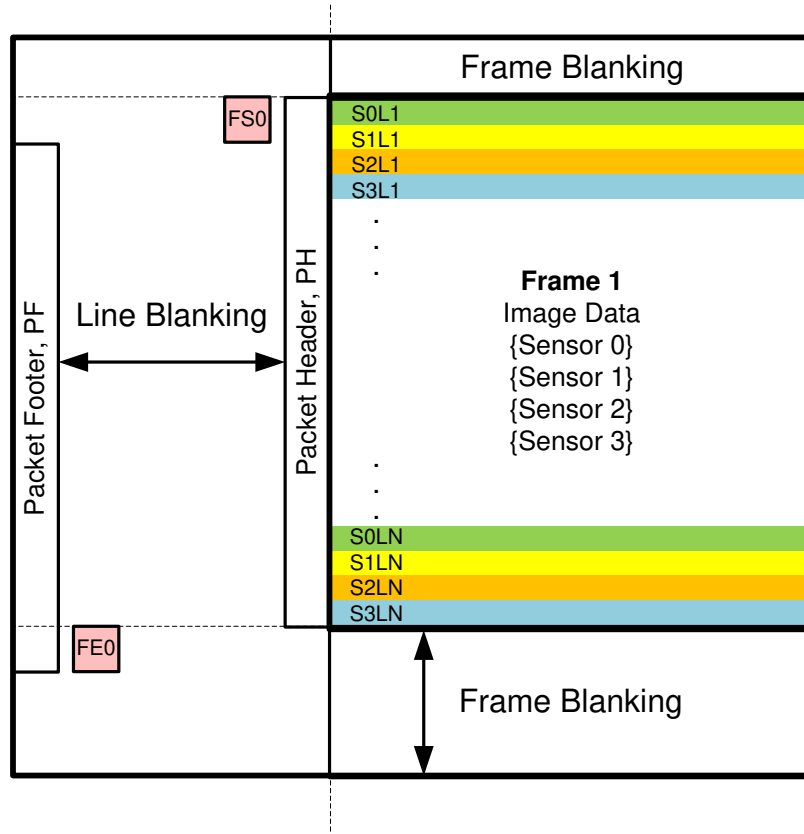 Frame Blanking
FS0
S0L1
S1L1
S2L1
S3L1
.
.
.
Packet Footer, PF
Line Blanking
Packet Header, PH
Frame 1
Image Data
{Sensor 0}
{Sensor 1}
{Sensor 2}
{Sensor 3}
.
.
.
S0LN
S1LN
S2LN
S3LN
FE0
Frame Blanking